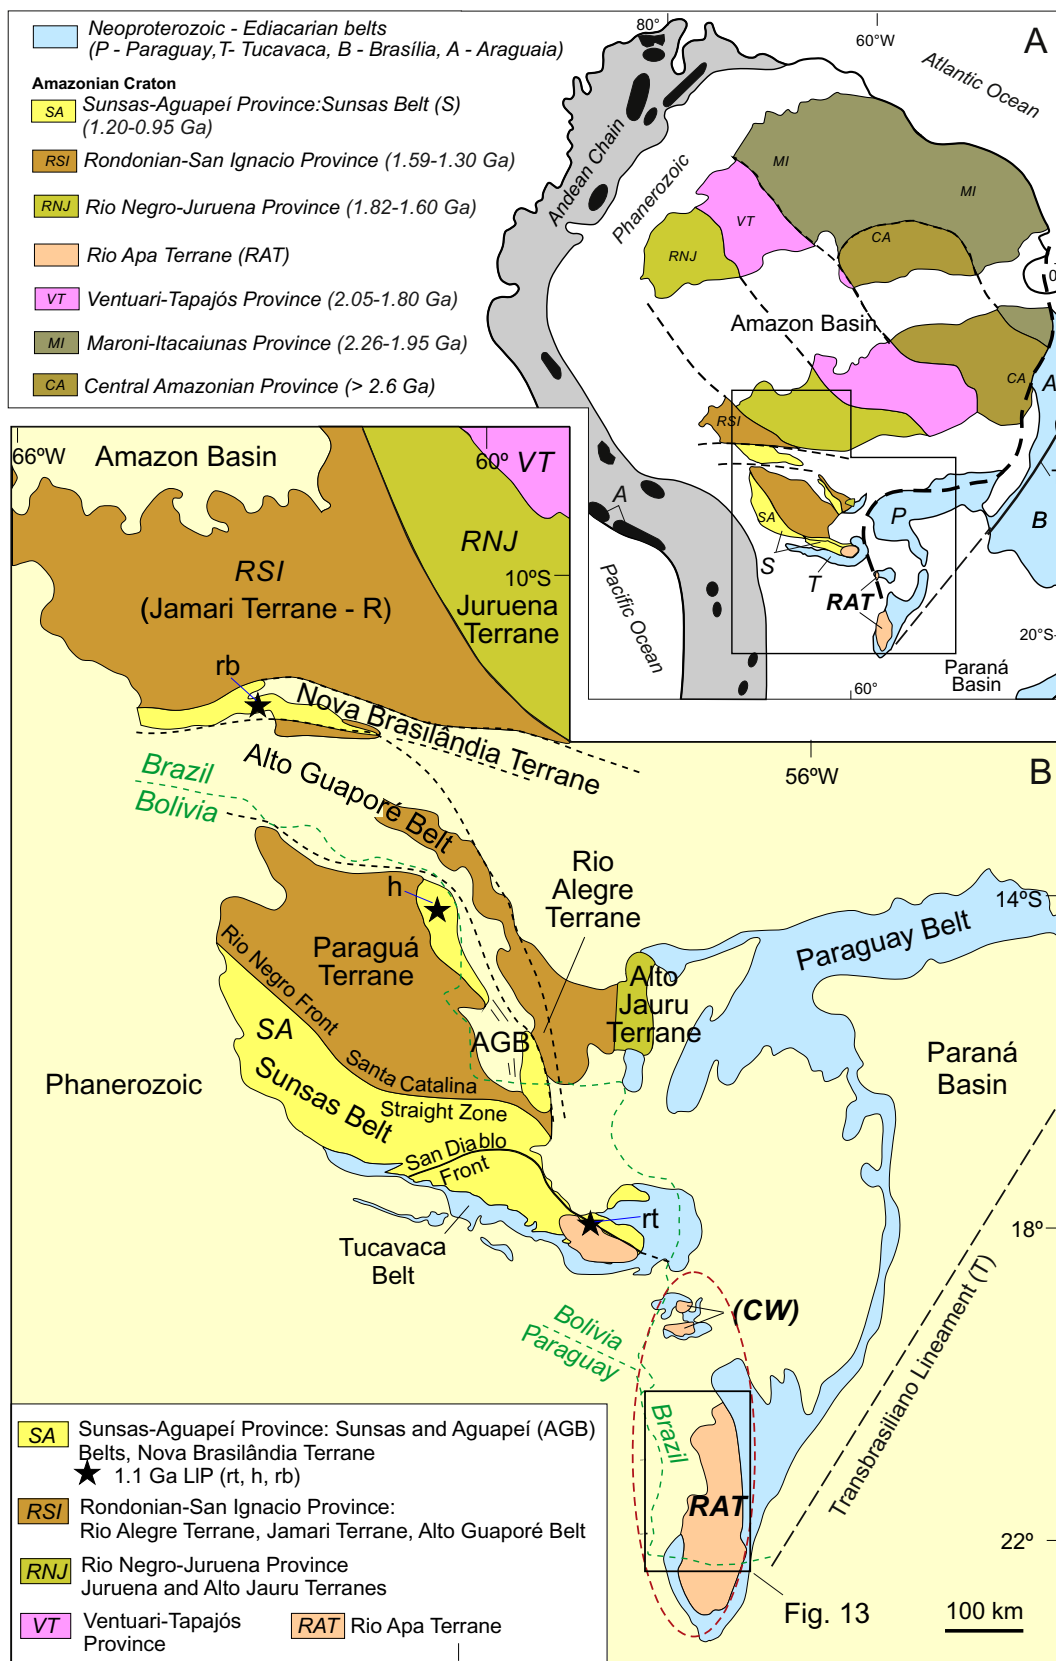 Neoproterozoic - Ediacarian belts
(P - Paraguay,T- Tucavaca, B - Brasília, A - Araguaia)
Amazonian Craton
SA
Sunsas-Aguapeí Province:Sunsas Belt (S)
(1.20-0.95 Ga)
RSI
Rondonian-San Ignacio Province (1.59-1.30 Ga)
RNJ
Rio Negro-Juruena Province (1.82-1.60 Ga)
Rio Apa Terrane (RAT)
VT
Ventuari-Tapajós Province (2.05-1.80 Ga)
MI
Maroni-Itacaiunas Province (2.26-1.95 Ga)
CA
Central Amazonian Province (> 2.6 Ga)
80°
60°W
A
Atlantic Ocean
Andean Chain
Phanerozoic
MI
MI
VT
RNJ
CA
0
Amazon Basin
CA
A
RSI
A
SA
P
B
S
T
RAT
Pacific Ocean
20°S
Paraná
Basin
60°
66°W
Amazon Basin
60º
VT
RNJ
10ºS
RSI
(Jamari Terrane - R)
Juruena
Terrane
rb
Nova Brasilândia Terrane
Alto Guaporé Belt
Brazil
Bolivia
56°W
B
Rio
Alegre
Terrane
h
14°S
Paraguay Belt
Paraguá
Terrane
Rio Negro Front
Alto
Jauru
Terrane
SA
AGB
Paraná
Basin
Phanerozoic
Santa Catalina
Straight Zone
Sunsas Belt
San Diablo
Front
rt
18º
Tucavaca
Belt
(CW)
Bolivia
Paraguay
Transbrasiliano Lineament (T)
Brazil
RAT
22º
Fig. 13
100 km
SA
Sunsas-Aguapeí Province: Sunsas and Aguapeí (AGB)
Belts, Nova Brasilândia Terrane
1.1 Ga LIP (rt, h, rb)
RSI
Rondonian-San Ignacio Province:
Rio Alegre Terrane, Jamari Terrane, Alto Guaporé Belt
RNJ
Rio Negro-Juruena Province
Juruena and Alto Jauru Terranes
VT
Ventuari-Tapajós
Province
RAT
Rio Apa Terrane